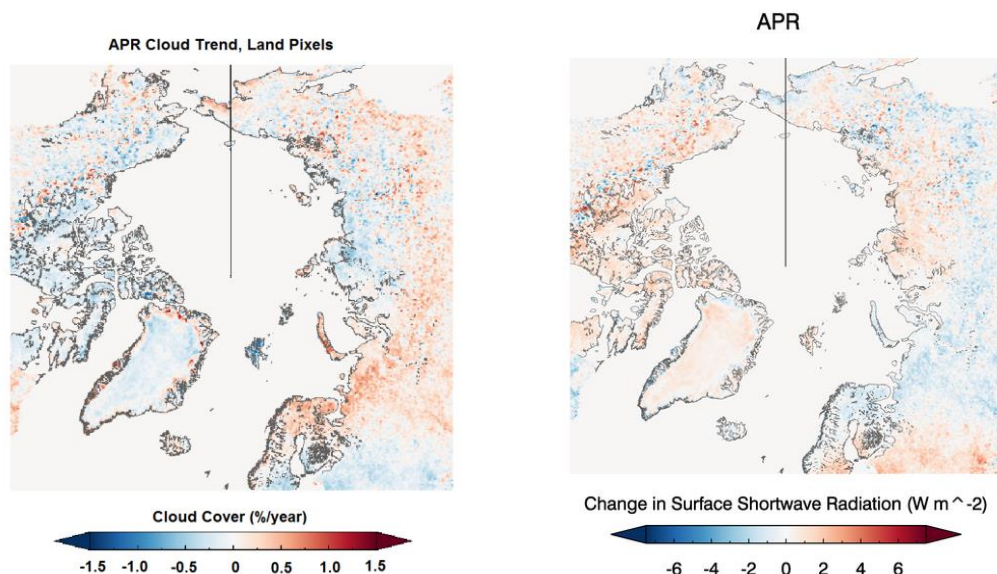 APR Cloud Trend, Land Pixels
Cloud Cover (%/year)
-1.5 -1.0 -0.5 0 0.5 1.0 1.5
APR
Change in Surface Shortwave Radiation (W m^-2)
-6 -4 -2 0 2 4 6